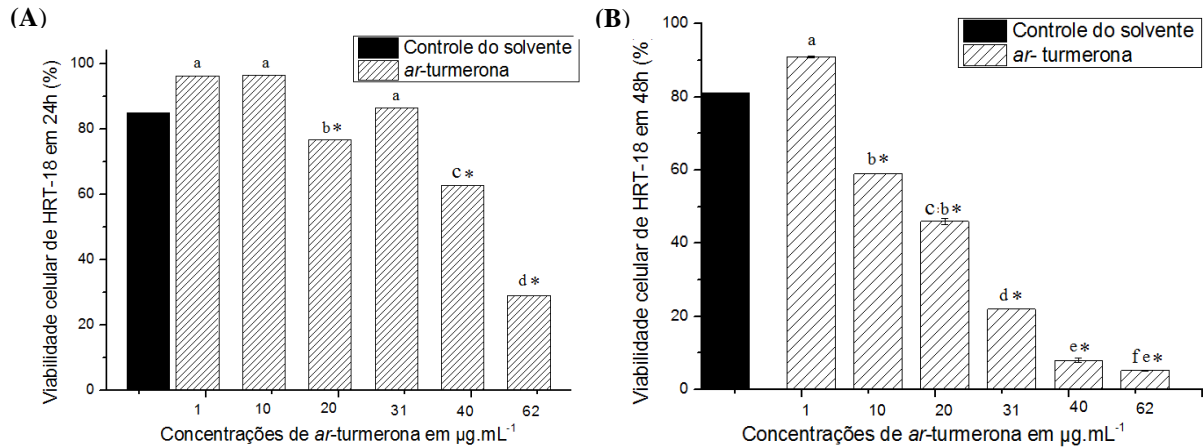 (A)
Controle do solvente
ar-turmerona
Viabilidade celular de HRT-18 em 24h (%)
100
80
60
40
20
0
a
a
b*
a
c*
d*
1 10 20 31 40 62
Concentrações de ar-turmerona em µg.mL⁻¹
(B)
Controle do solvente
ar- turmerona
Viabilidade celular de HRT-18 em 48h (%)
100
80
60
40
20
0
a
b*
c:b*
d*
e*
f e*
1 10 20 31 40 62
Concentrações de ar-turmerona em µg.mL⁻¹